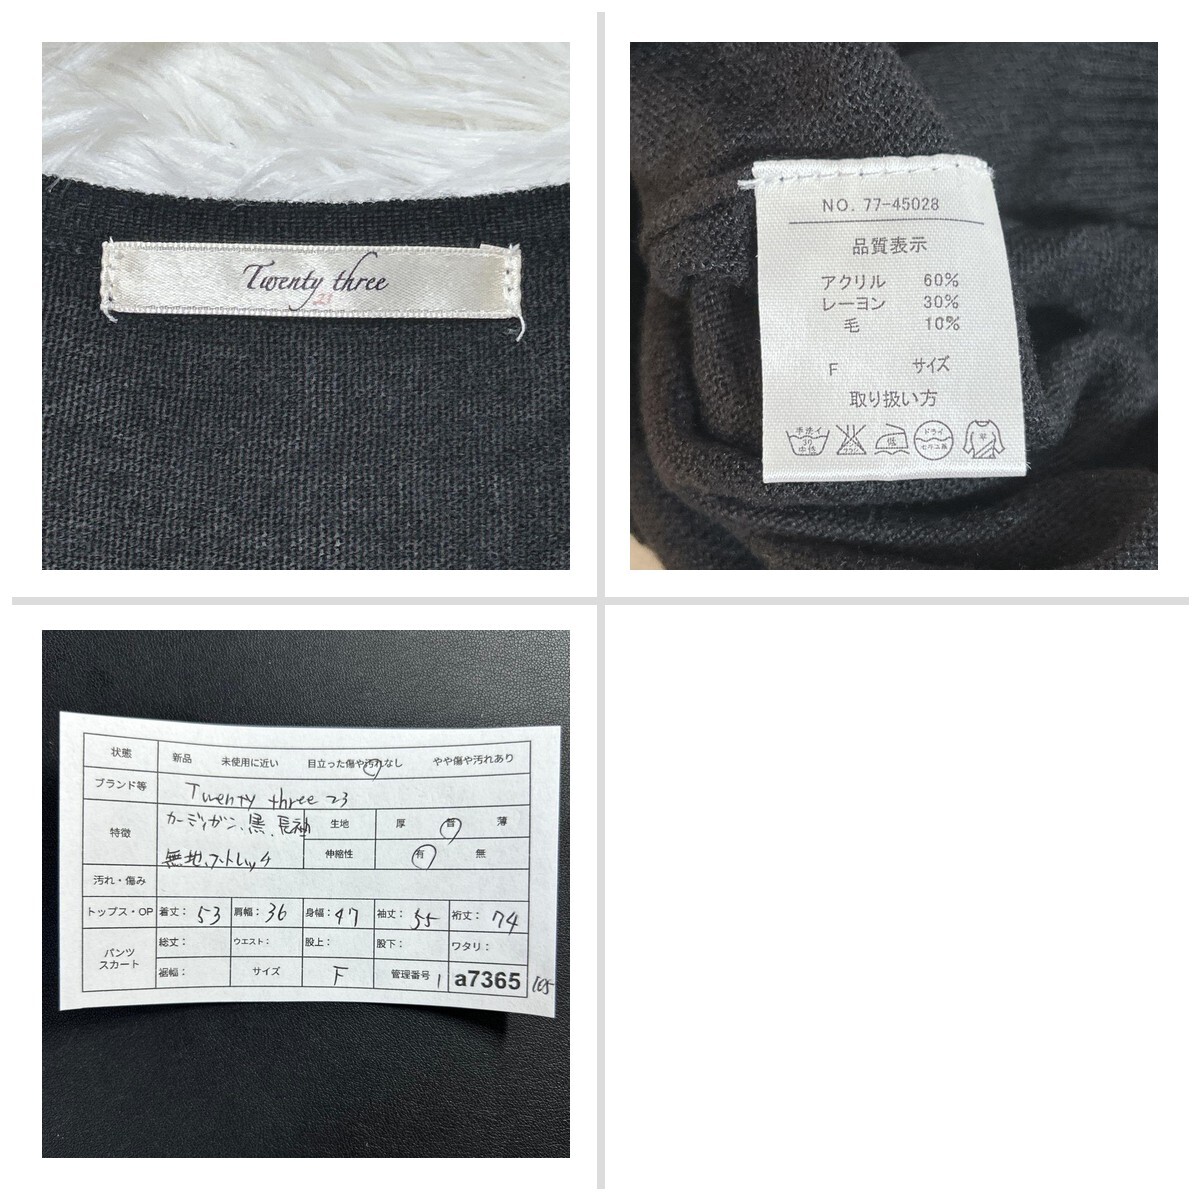 Twenty three
23
NO. 77-45028
品質表示
アクリル 60%
レーヨン 30%
毛 10%
F サイズ
取り扱い方
手洗イ 30 中性 低 ドライ セキユ系 平
状態 新品 未使用に近い 目立った傷や汚れなし やや傷や汚れあり
ブランド等 Twenty three 23
特徴 カーディガン、黒、長袖 生地 厚 普 薄
無地、ストレッチ 伸縮性 有 無
汚れ・傷み
トップス・OP 着丈: 53 肩幅: 36 身幅: 47 袖丈: 55 裄丈: 74
パンツ スカート 総丈: ウエスト: 股上: 股下: ワタリ:
裾幅: サイズ F 管理番号 1 a7365 105